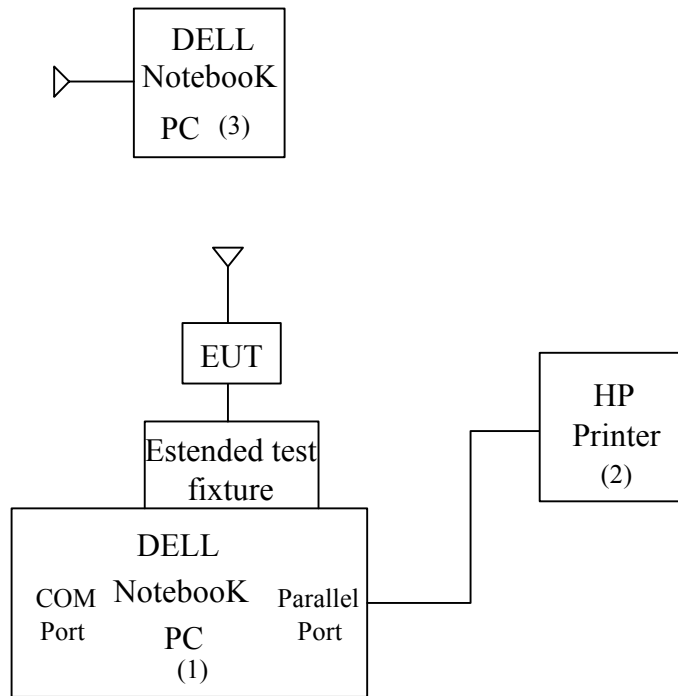 DELL
NotebooK
PC (3)
EUT
HP
Printer
(2)
Estended test
fixture
DELL
NotebooK
PC
(1)
COM
Port
Parallel
Port